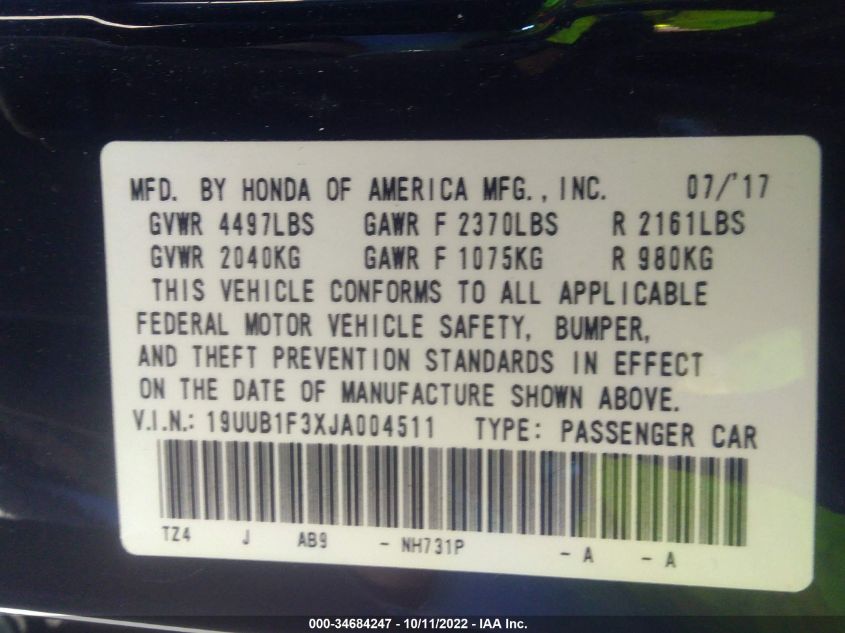 MFD. BY HONDA OF AMERICA MFG., INC. 07/'17
GVWR 4497LBS GAWR F 2370LBS R 2161LBS
GVWR 2040KG GAWR F 1075KG R 980KG
THIS VEHICLE CONFORMS TO ALL APPLICABLE
FEDERAL MOTOR VEHICLE SAFETY, BUMPER,
AND THEFT PREVENTION STANDARDS IN EFFECT
ON THE DATE OF MANUFACTURE SHOWN ABOVE.
V.I.N.: 19UUB1F3XJA004511 TYPE: PASSENGER CAR
TZ4 J AB9 - NH731P - A - A
000-34684247 - 10/11/2022 - IAA Inc.